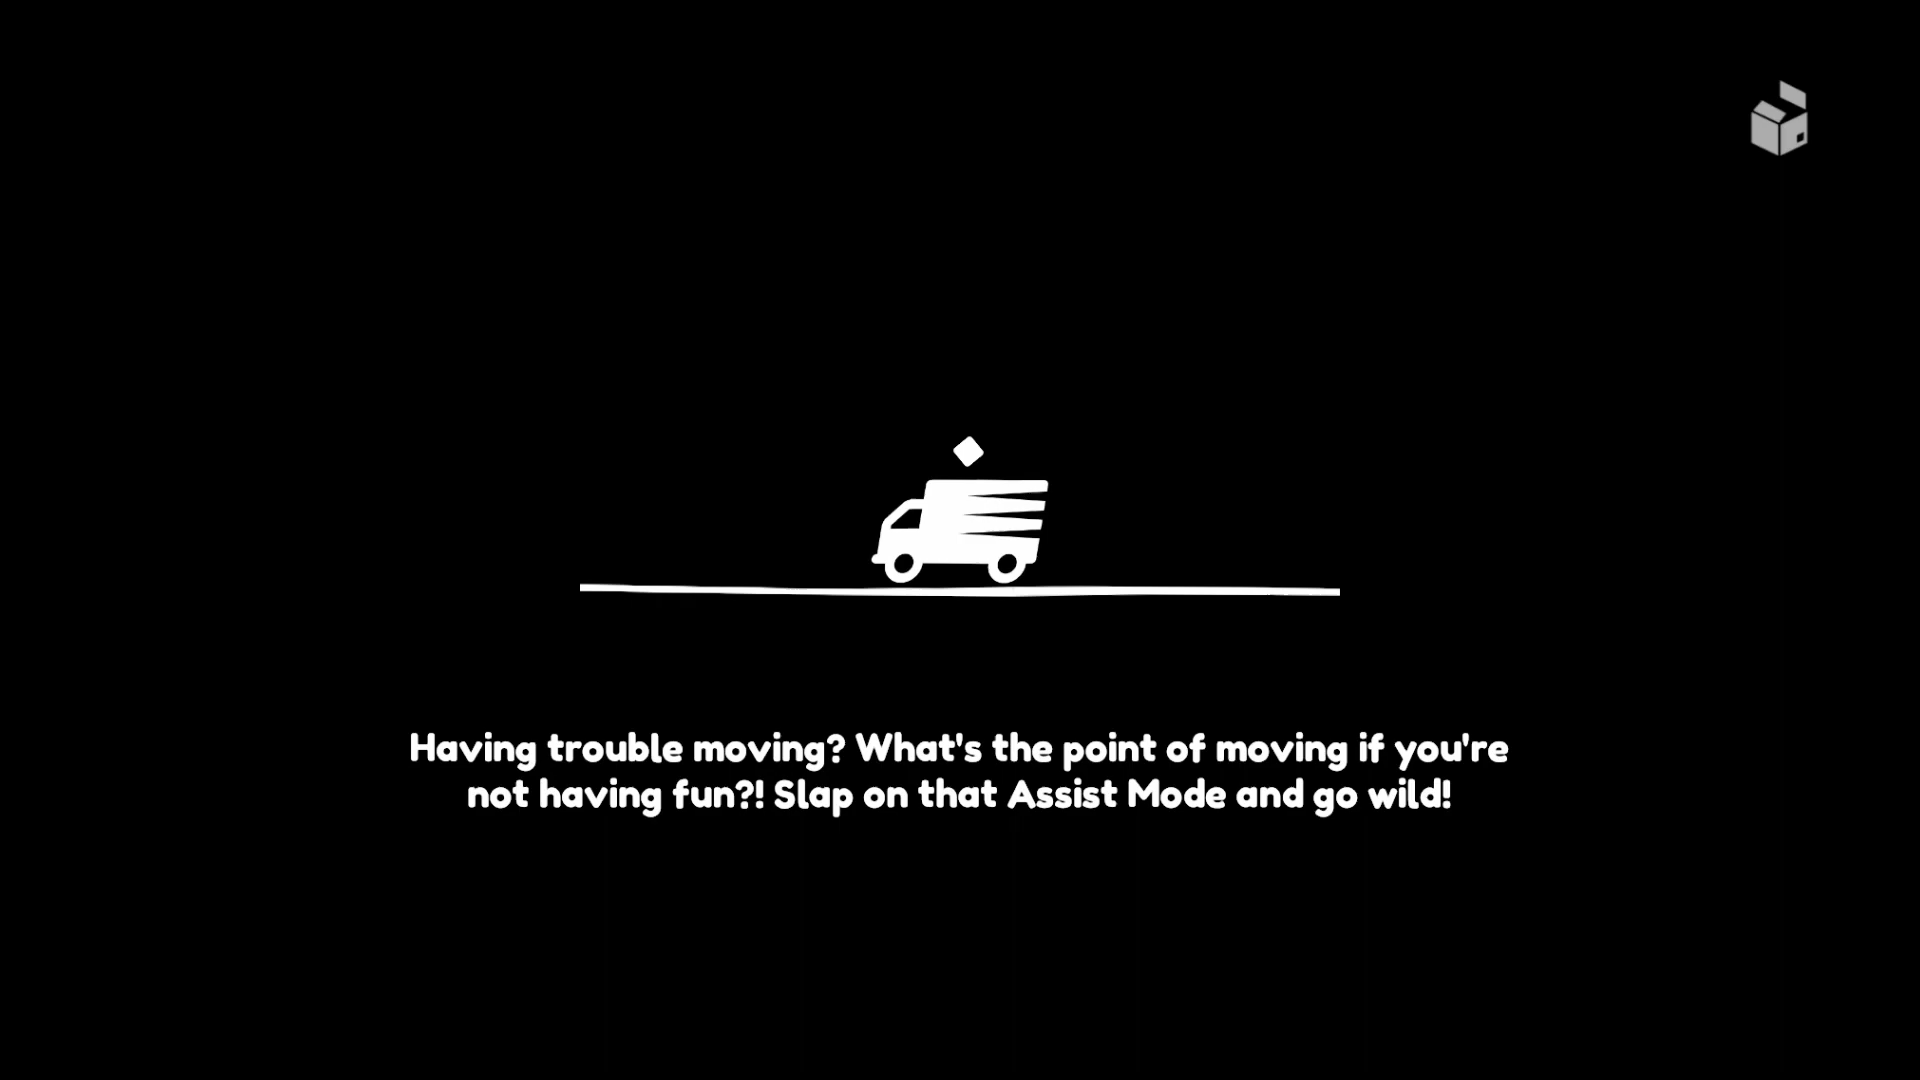 Having trouble moving? What's the point of moving if you're
not having fun?! Slap on that Assist Mode and go wild!